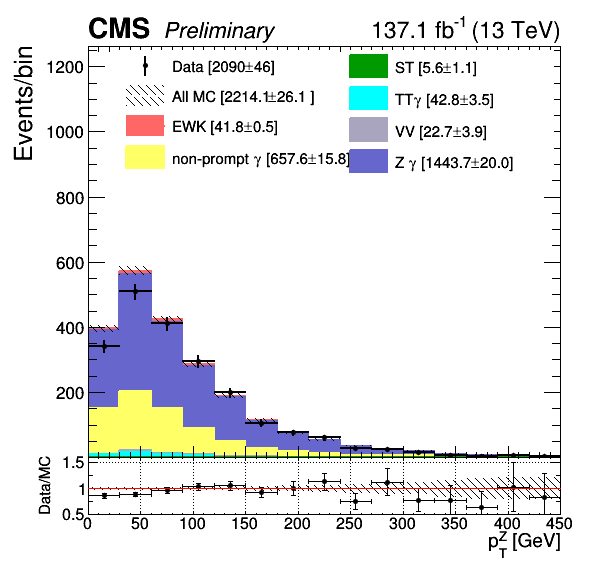 CMS Preliminary 137.1 fb⁻¹ (13 TeV)
Events/bin
1200
1000
800
600
400
200
Data [2090±46]
All MC [2214.1±26.1 ]
EWK [41.8±0.5]
non-prompt γ [657.6±15.8]
ST [5.6±1.1]
TTγ [42.8±3.5]
VV [22.7±3.9]
Z γ [1443.7±20.0]
Data/MC
1.5
1
0.5
0 50 100 150 200 250 300 350 400 450
p_T^Z [GeV]